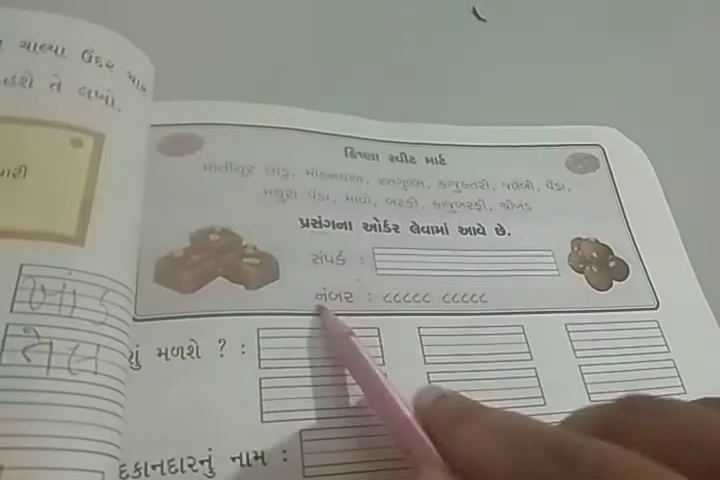 ચાલ્યા ઉંદર
તે લખો.
ક્રિષ્ના સ્વીટ માર્ટ
મોતીચૂર લાડુ, મોહનથાળ, રસગુલ્લા, કાજુકતરી, જલેબી, પેંડા,
મથુરા પેંડા, માવો, બરફી, કાજુબરફી, શ્રીખંડ
પ્રસંગના ઓર્ડર લેવામાં આવે છે.
સંપર્ક :
નંબર : ૮૮૮૮૮ ૮૮૮૮૮
ખાંડ
તેલ
શું મળશે ? :
દુકાનદારનું નામ :